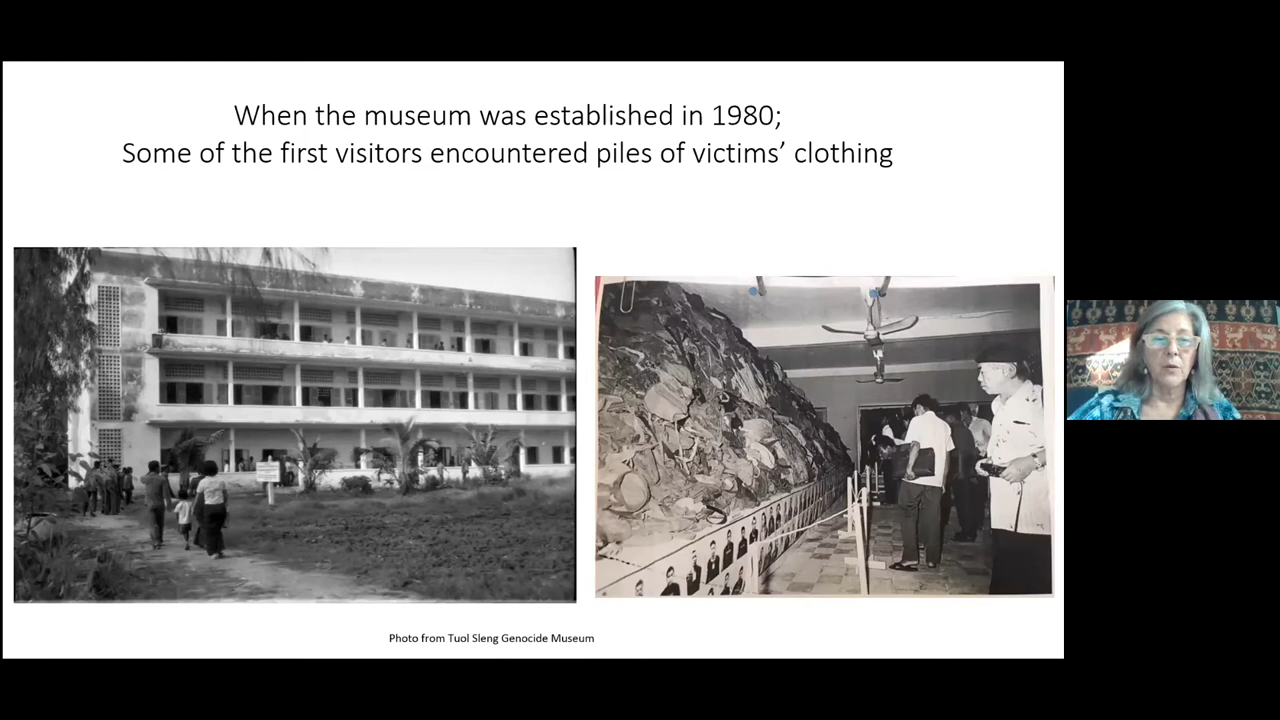 When the museum was established in 1980;
Some of the first visitors encountered piles of victims’ clothing
Photo from Tuol Sleng Genocide Museum